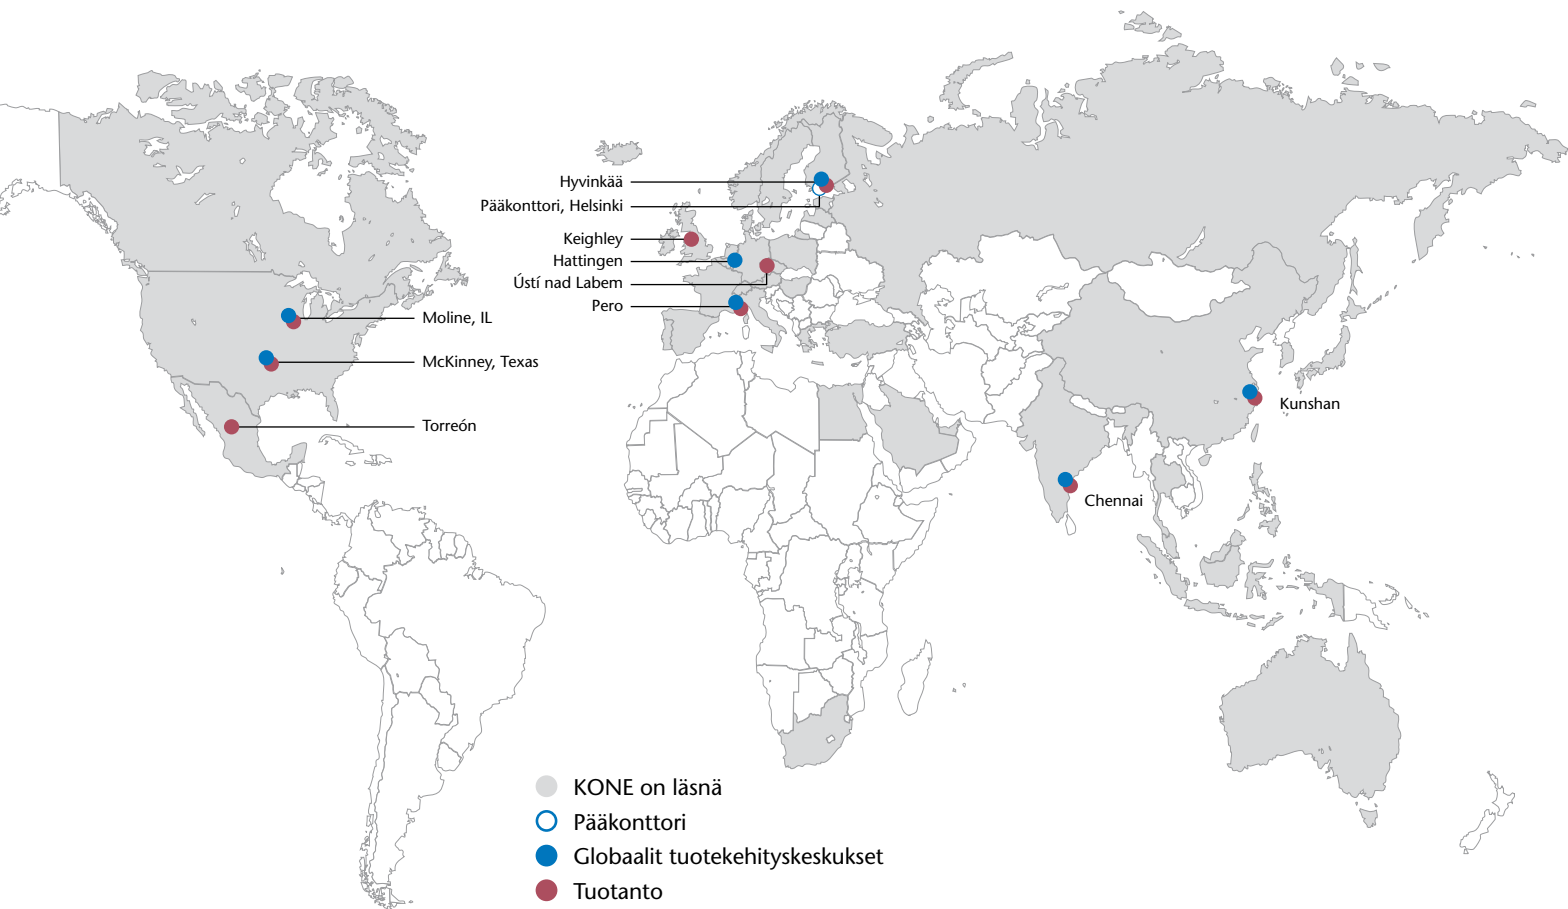 Hyvinkää
Pääkonttori, Helsinki
Keighley
Hattingen
Ústí nad Labem
Pero
Moline, IL
McKinney, Texas
Torreón
Kunshan
Chennai
KONE on läsnä
Pääkonttori
Globaalit tuotekehityskeskukset
Tuotanto